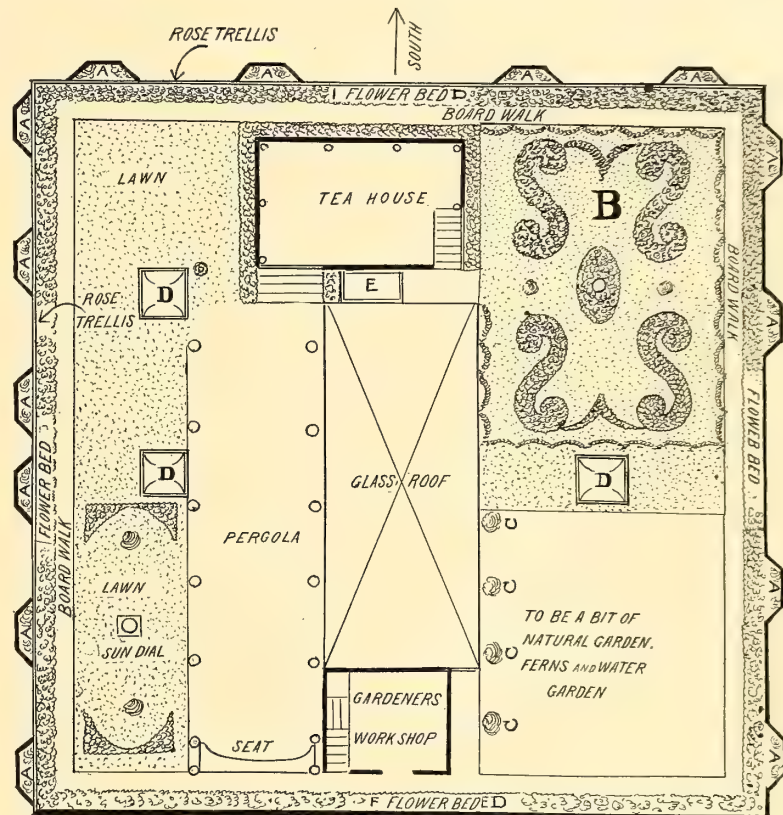 SOUTH
ROSE TRELLIS
A
A
A
A
FLOWER BED
BOARD WALK
A
A
LAWN
TEA HOUSE
B
A
BOARD WALK
D
E
ROSE
TRELLIS
A
A
A
FLOWER BED
D
GLASS ROOF
D
A
FLOWER BED
PERGOLA
C
BOARD WALK
LAWN
C
A
TO BE A BIT OF
NATURAL GARDEN.
FERNS AND WATER
GARDEN
A
SUN DIAL
C
GARDENERS
WORKSHOP
C
SEAT
A
A
FLOWER BED